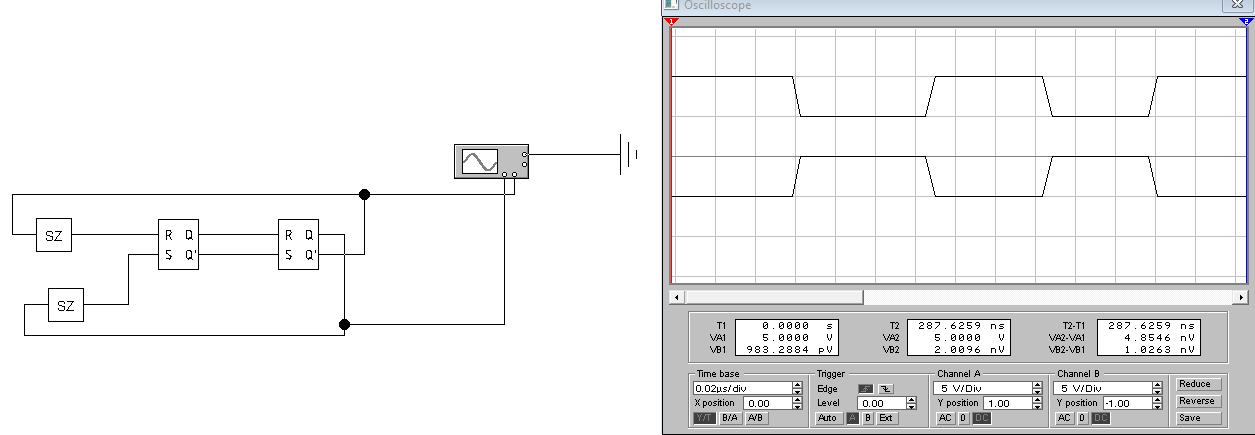 Oscilloscope
1
2
SZ
R Q
S Q'
R Q
S Q'
SZ
T1 0.0000 s
VA1 5.0000 V
VB1 983.2884 pV
T2 287.6259 ns
VA2 5.0000 V
VB2 2.0096 nV
T2-T1 287.6259 ns
VA2-VA1 4.8546 nV
VB2-VB1 1.0263 nV
Time base
0.02µs/div
X position 0.00
Y/T B/A A/B
Trigger
Edge
Level 0.00
Auto A B Ext
Channel A
5 V/Div
Y position 1.00
AC 0 DC
Channel B
5 V/Div
Y position -1.00
AC 0 DC
Reduce
Reverse
Save